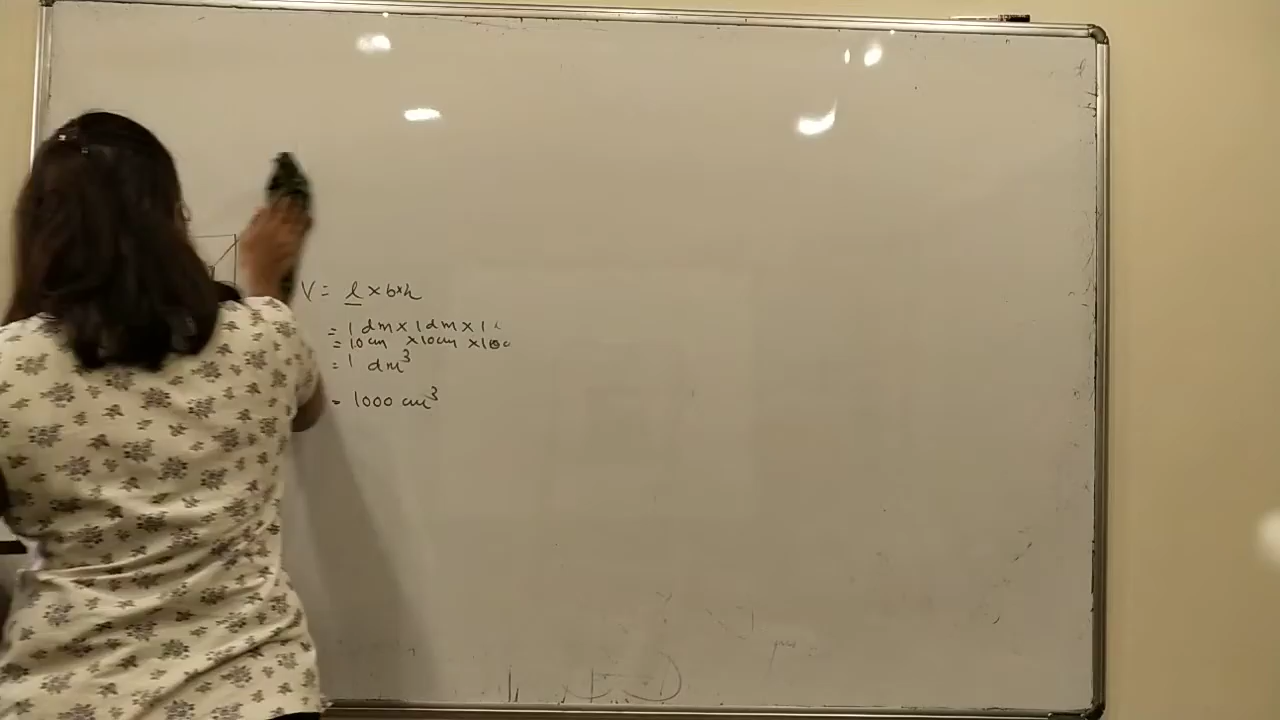 V = l × b × h
= 1 dm × 1 dm × 1
= 10 cm × 10 cm × 10 c
= 1 dm³
= 1000 cm³